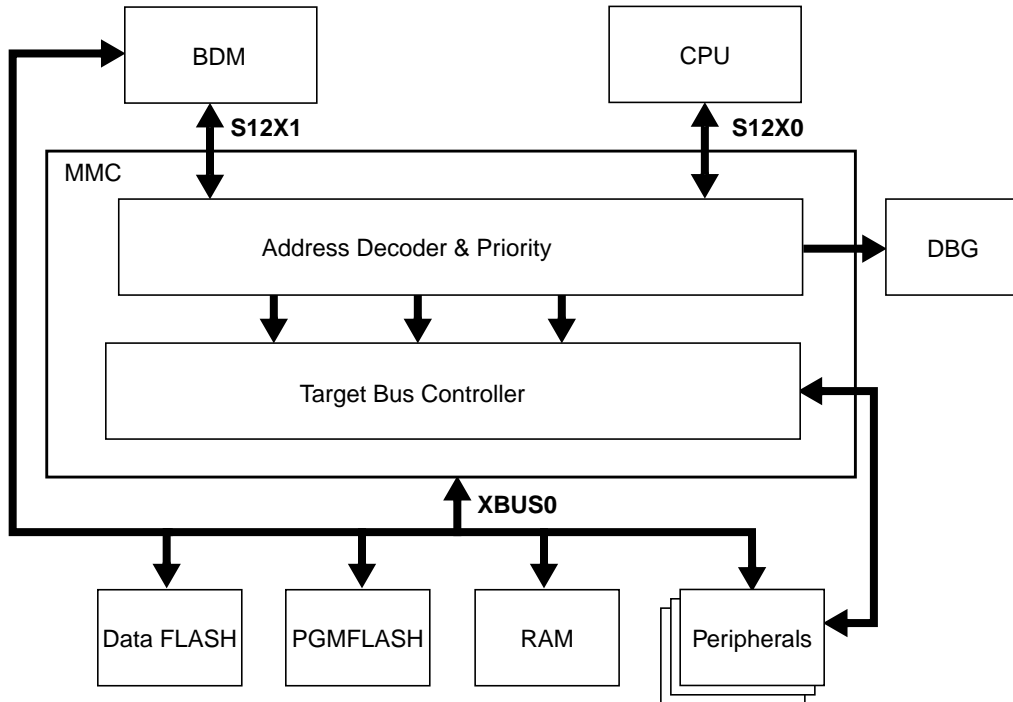 BDM
CPU
S12X1
S12X0
MMC
Address Decoder & Priority
DBG
Target Bus Controller
XBUS0
Data FLASH
PGMFLASH
RAM
Peripherals